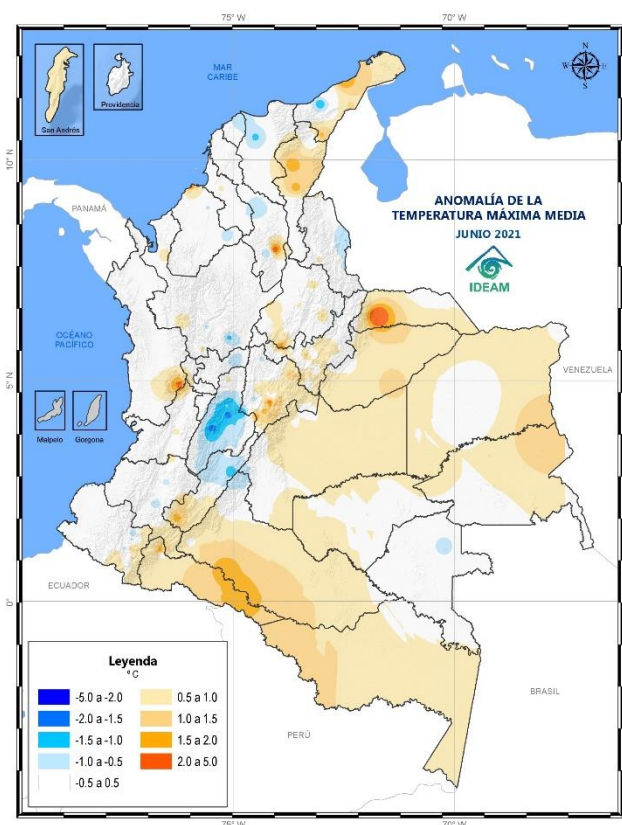 75° W
70° W
MAR
CARIBE
N
W
E
S
San Andrés
Providencia
10° N
PANAMÁ
ANOMALÍA DE LA
TEMPERATURA MÁXIMA MEDIA
JUNIO 2021
IDEAM
OCÉANO
PACÍFICO
5° N
VENEZUELA
Malpelo
Gorgona
ECUADOR
0°
Leyenda
°C
-5.0 a -2.0
0.5 a 1.0
-2.0 a -1.5
1.0 a 1.5
-1.5 a -1.0
1.5 a 2.0
-1.0 a -0.5
2.0 a 5.0
-0.5 a 0.5
BRASIL
PERÚ
75° W
70° W